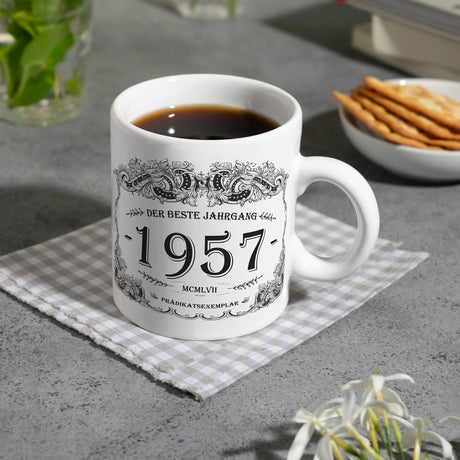 DER BESTE JAHRGANG
-1957-
MCMLVII
PRÄDIKATSEXEMPLAR